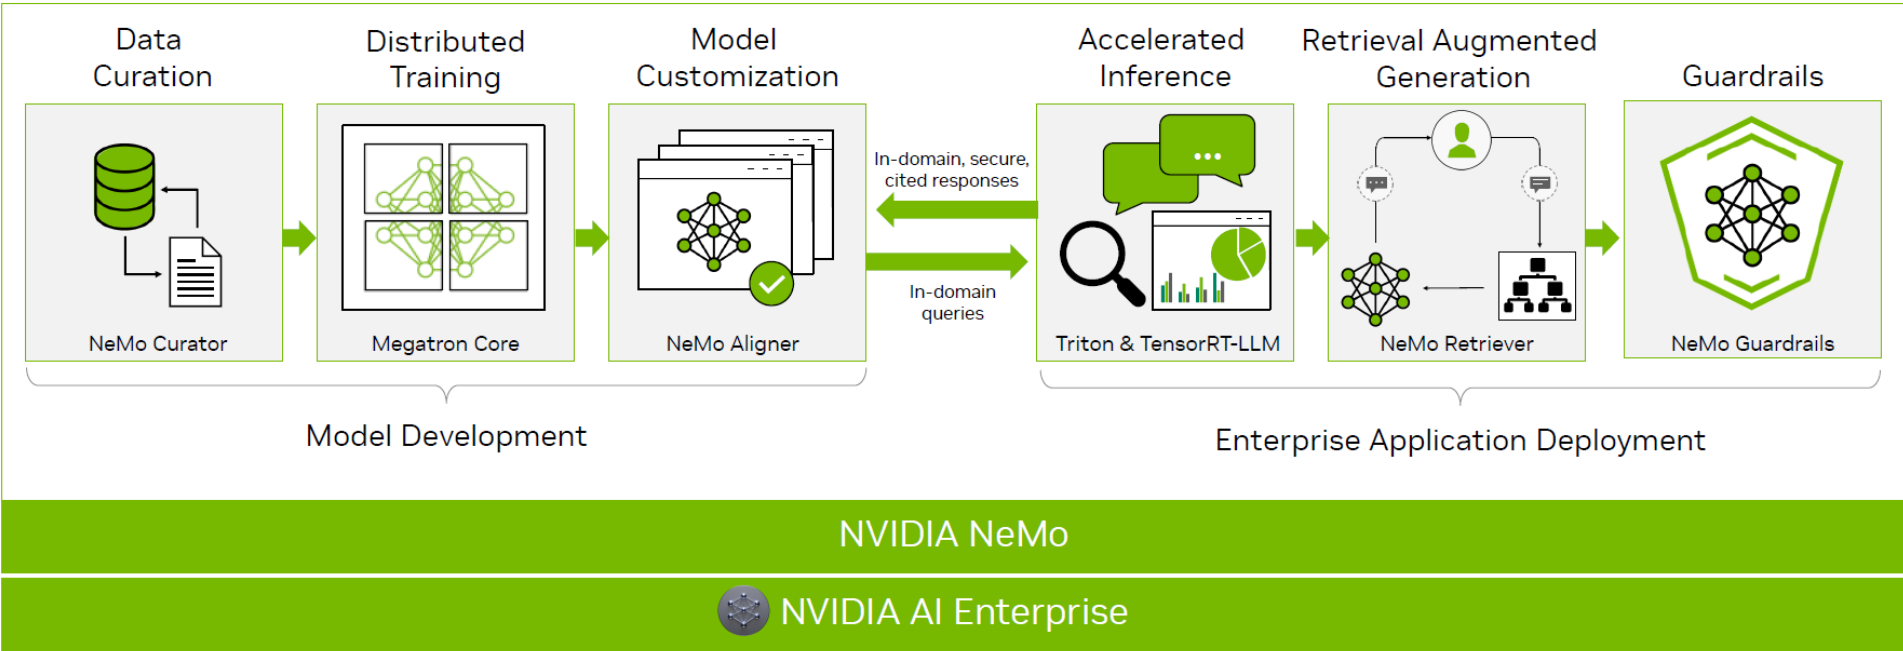 Data
Curation
Distributed
Training
Model
Customization
Accelerated
Inference
Retrieval Augmented
Generation
Guardrails
In-domain, secure,
cited responses
In-domain
queries
NeMo Curator
Megatron Core
NeMo Aligner
Triton & TensorRT-LLM
NeMo Retriever
NeMo Guardrails
Model Development
Enterprise Application Deployment
NVIDIA NeMo
NVIDIA AI Enterprise